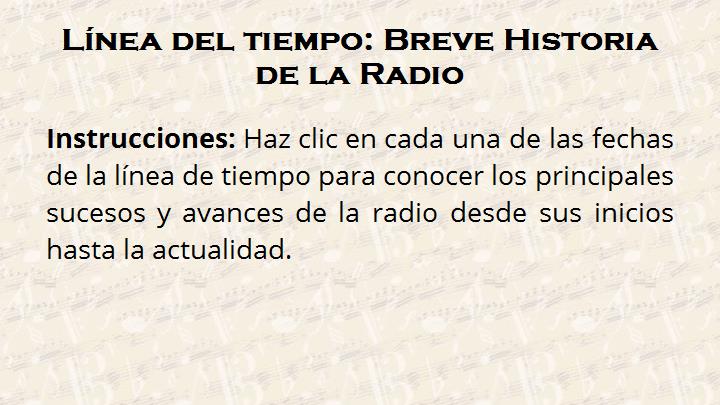 Línea del tiempo: Breve Historia
de la Radio
Instrucciones: Haz clic en cada una de las fechas
de la línea de tiempo para conocer los principales
sucesos y avances de la radio desde sus inicios
hasta la actualidad.